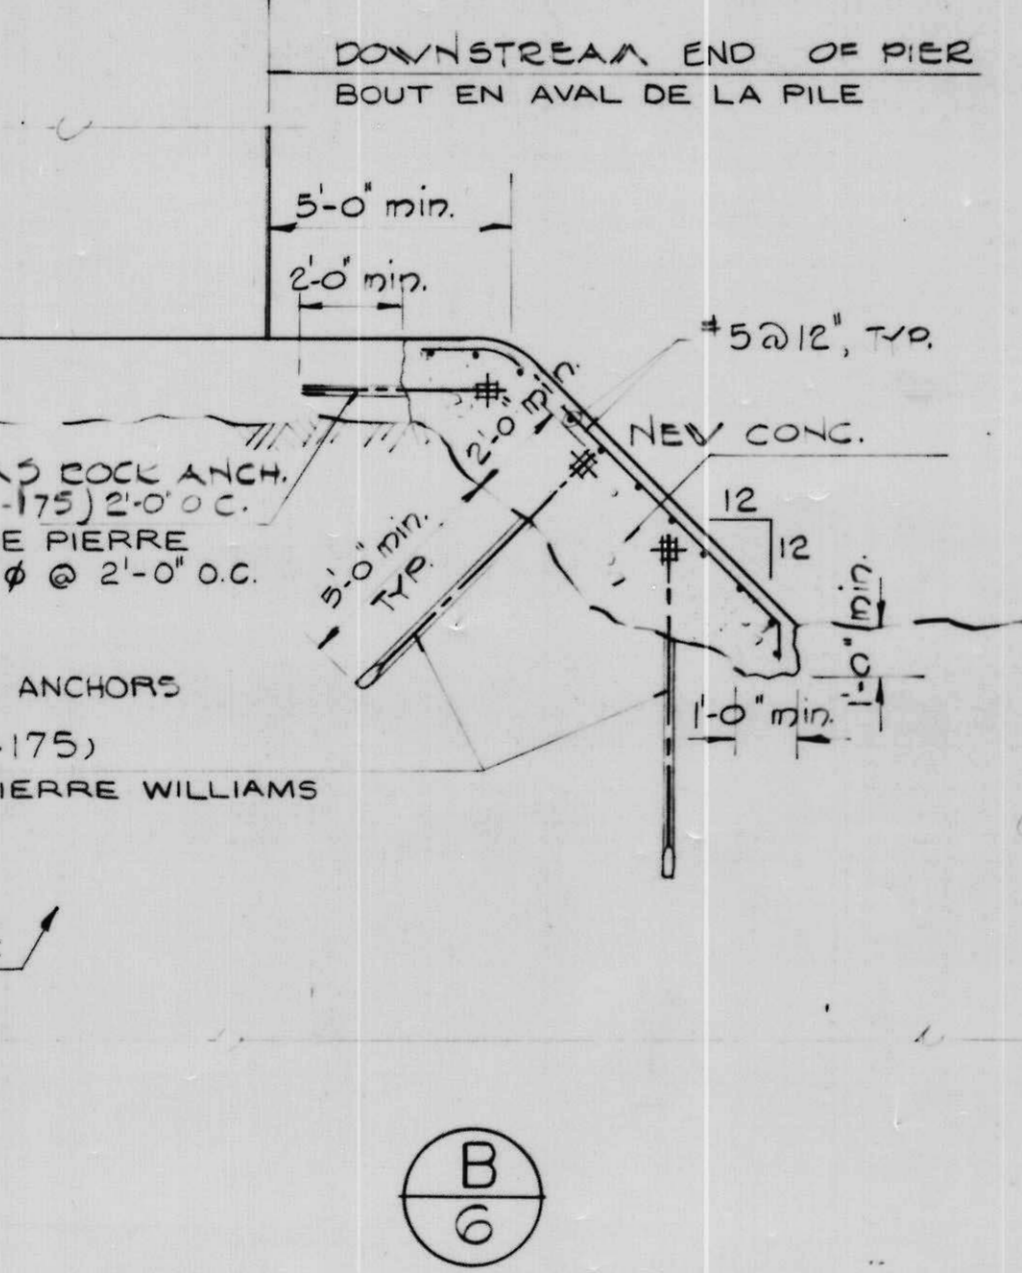 DOWNSTREAM END OF PIER
BOUT EN AVAL DE LA PILE
5'-0" min.
2'-0" min.
#5@12", TYP.
2'-0" min.
NEW CONC.
ROCK ANCH.
-175) 2'-0" O.C.
E PIERRE
φ @ 2'-0" O.C.
5'-0" min.
TYP.
12
12
1'-0" min.
ANCHORS
1'-0" min.
-175)
IERRE WILLIAMS
B
6